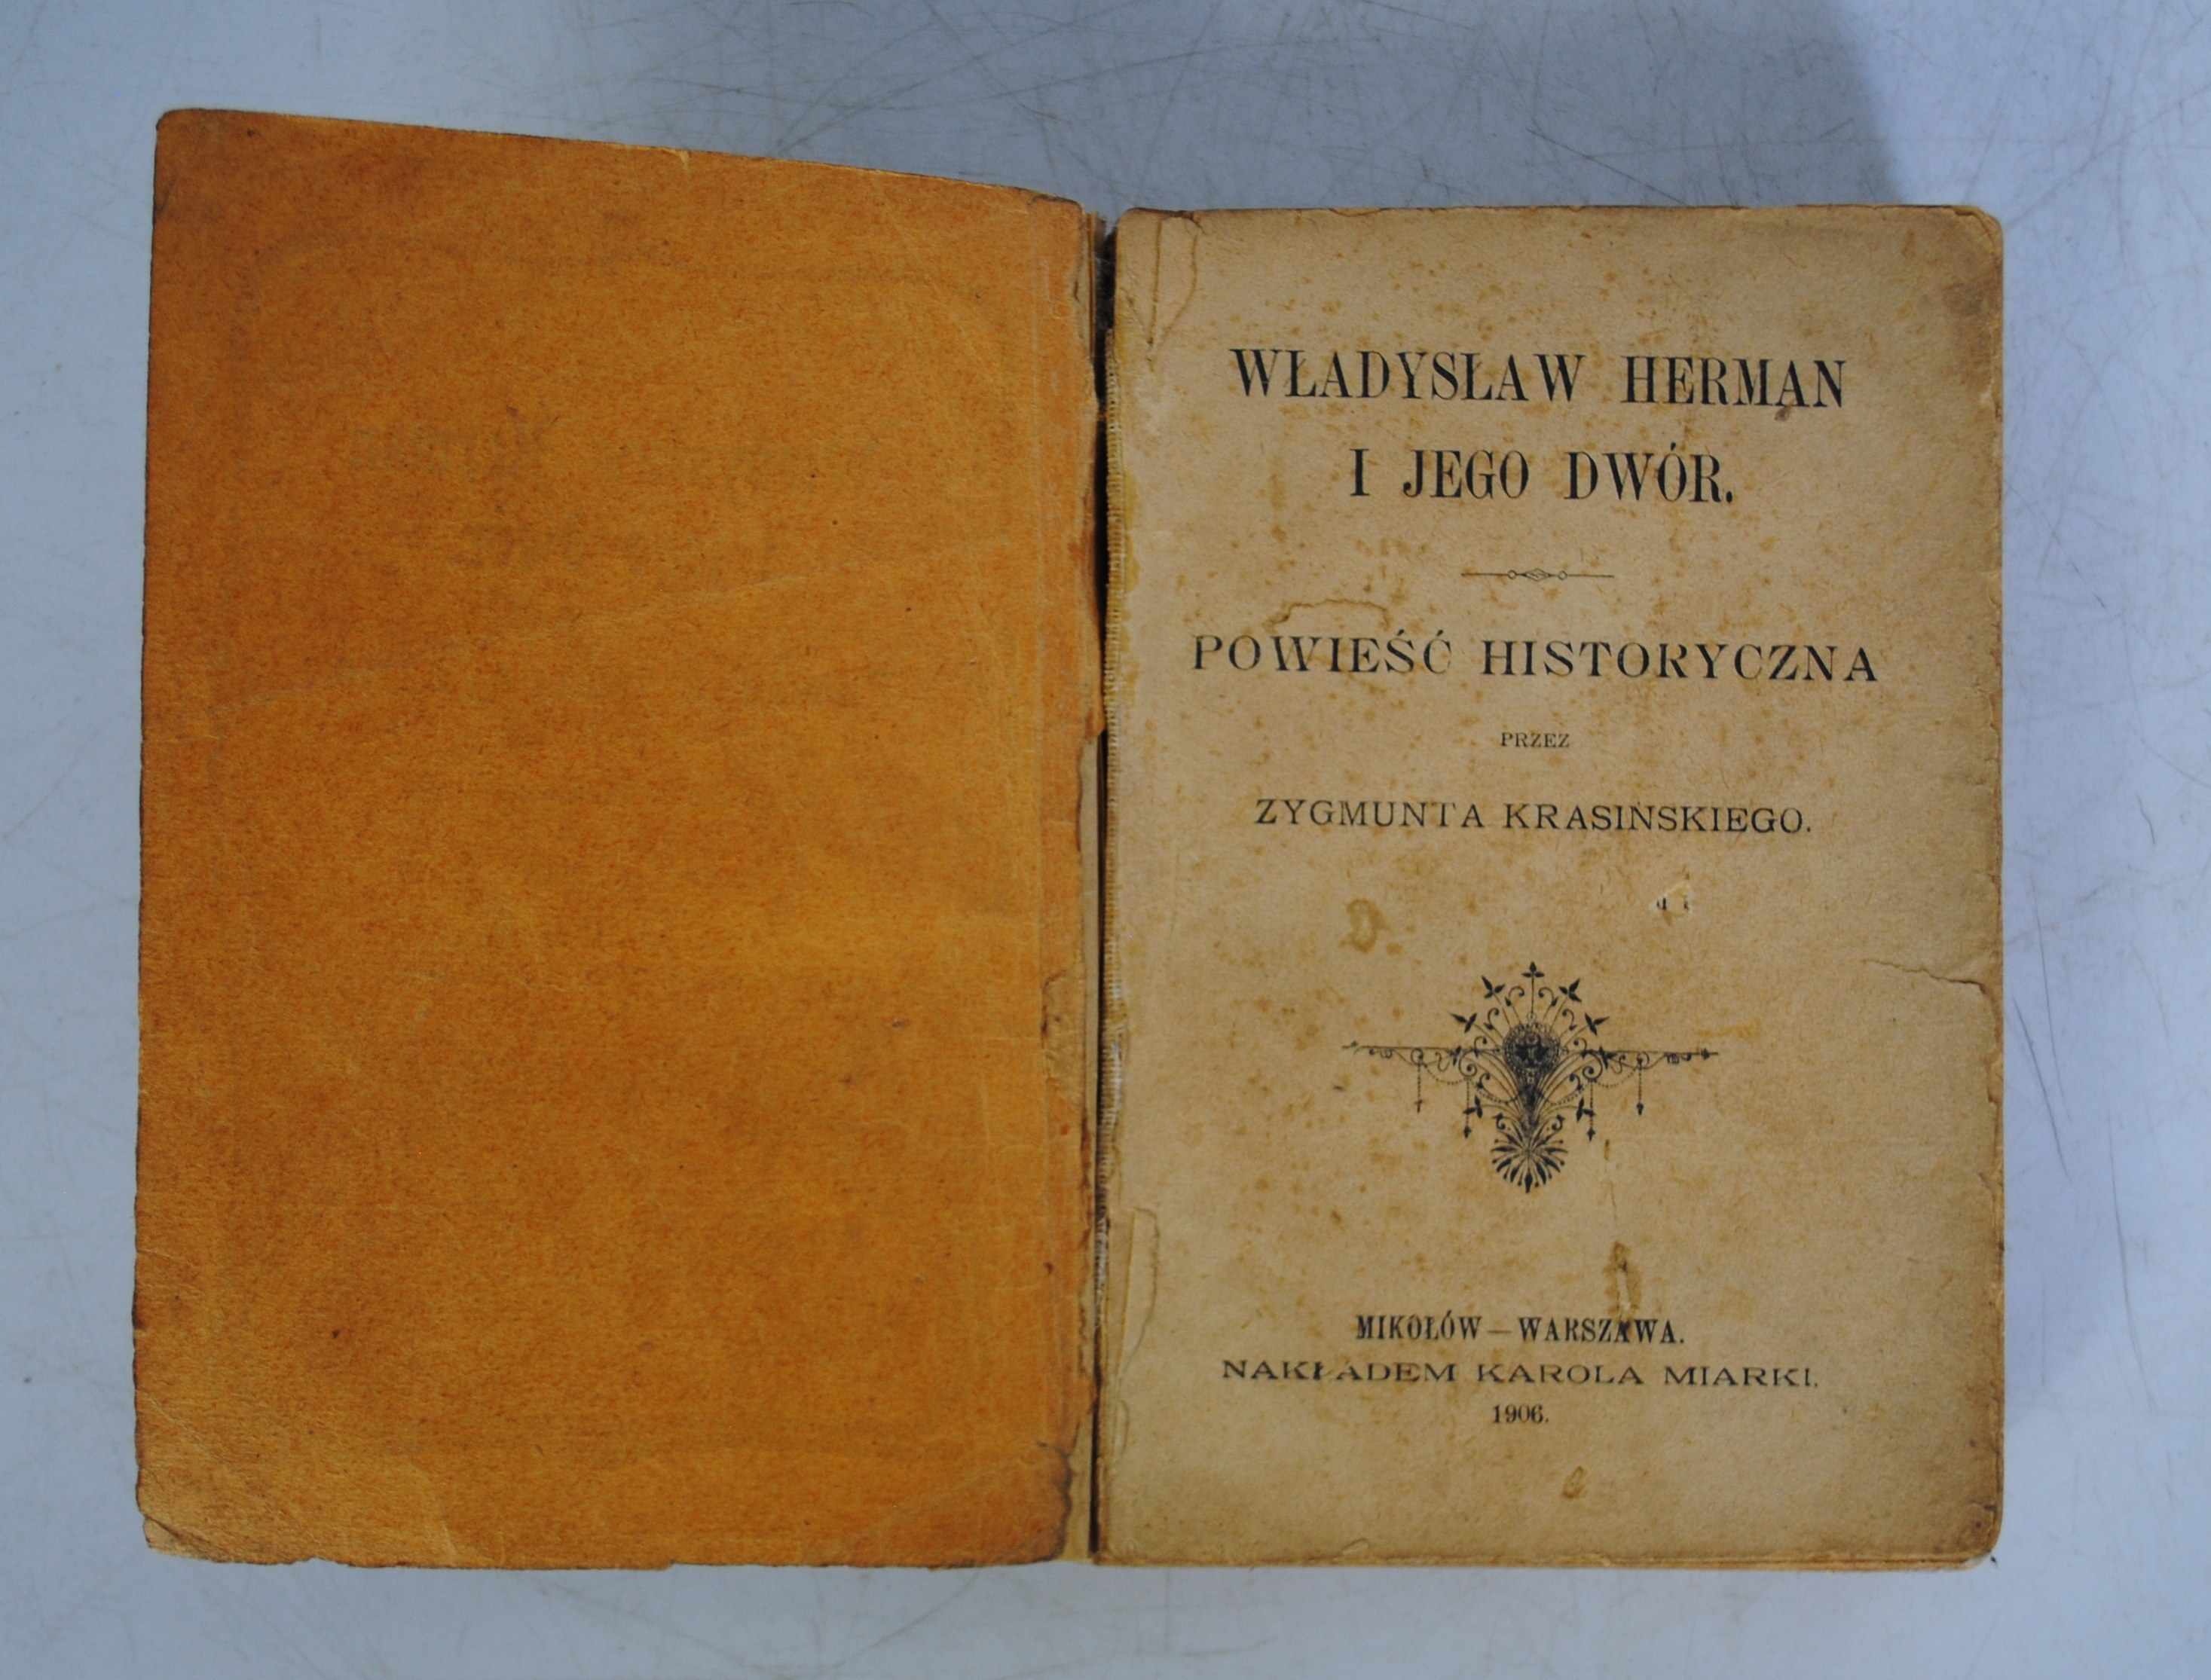 WŁADYSŁAW HERMAN
I JEGO DWÓR.
POWIEŚĆ HISTORYCZNA
PRZEZ
ZYGMUNTA KRASIŃSKIEGO.
MIKOŁÓW—WARSZAWA.
NAKŁADEM KAROLA MIARKI.
1906.